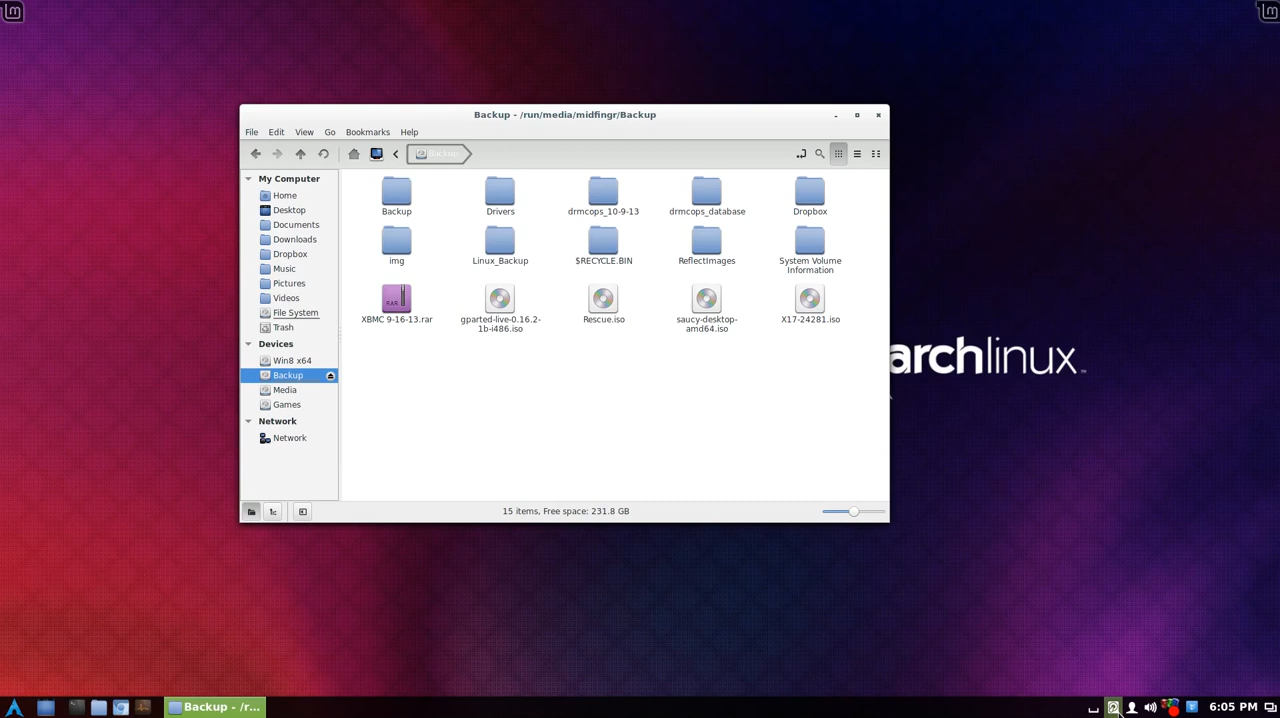 Backup - /run/media/midfingr/Backup
File Edit View Go Bookmarks Help
Backup
My Computer
Home
Desktop
Documents
Downloads
Dropbox
Music
Pictures
Videos
File System
Trash
Devices
Win8 x64
Backup
Media
Games
Network
Network
Backup Drivers drmcops_10-9-13 drmcops_database Dropbox
img Linux_Backup $RECYCLE.BIN ReflectImages System Volume
Information
RAR
XBMC 9-16-13.rar gparted-live-0.16.2- Rescue.iso saucy-desktop- X17-24281.iso
1b-i486.iso amd64.iso
15 items, Free space: 231.8 GB
archlinux
TM
Backup - /r...
6:05 PM